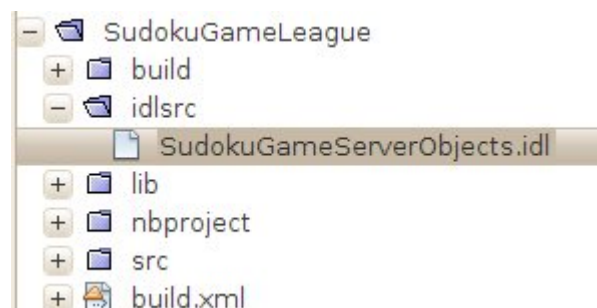 SudokuGameLeague
build
idlsrc
SudokuGameServerObjects.idl
lib
nbproject
src
build.xml